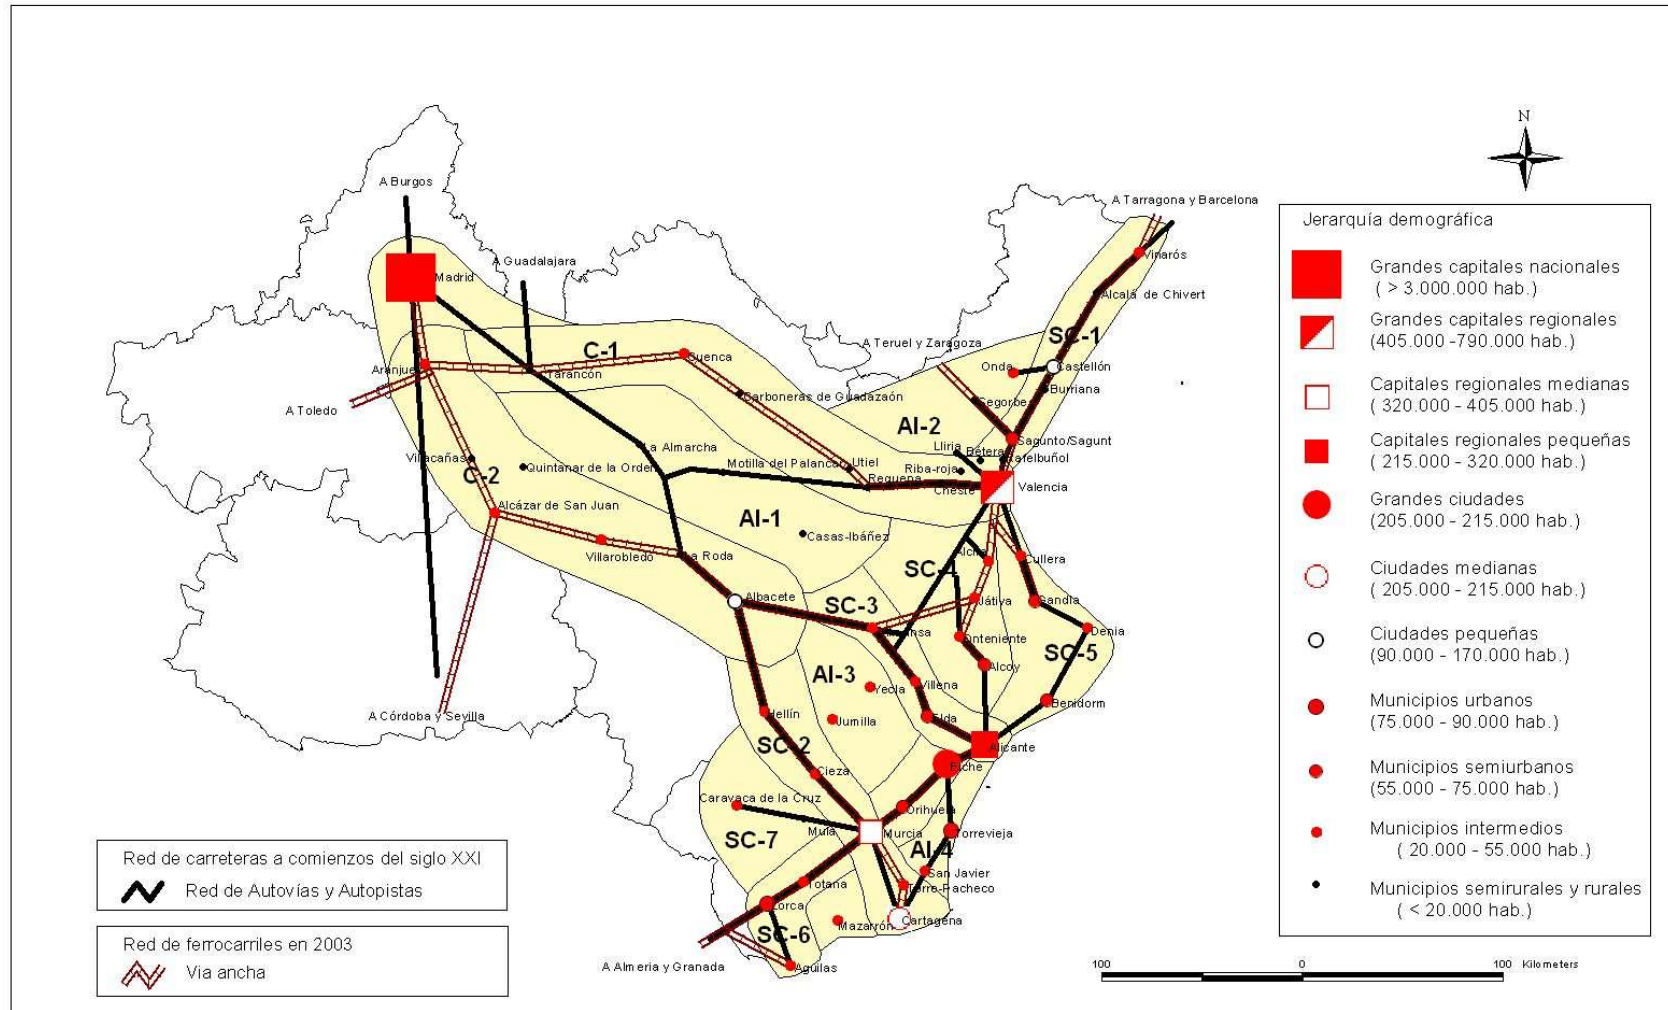 N
A Burgos
A Tarragona y Barcelona
A Guadalajara
Madrid
Vinarós
Alcalá de Chivert
SC-1
A Teruel y Zaragoza
C-1
Cuenca
Onda
Castellón
Aranjuez
Tarancón
Burriana
Carboneras de Guadazaón
Segorbe
A Toledo
AI-2
Sagunto/Sagunt
La Almarcha
Lliria
Bétera
Rafelbuñol
Villacañas
Quintanar de la Orden
Motilla del Palancar
Utiel
Riba-roja
C-2
Requena
Cheste
Valencia
Alcázar de San Juan
AI-1
Casas-Ibáñez
Villarobledo
La Roda
Alcira
Cullera
SC-4
Albacete
SC-3
Játiva
Gandía
Almansa
Onteniente
Denia
Alcoy
SC-5
AI-3
Yecla
Villena
Benidorm
A Córdoba y Sevilla
Hellín
Jumilla
Elda
SC-2
Alicante
Cieza
Elche
Caravaca de la Cruz
Orihuela
Mula
Murcia
Torrevieja
SC-7
AI-4
San Javier
Totana
Torre-Pacheco
Lorca
Mazarrón
Cartagena
SC-6
A Almeria y Granada
Aguilas
Jerarquía demográfica
Grandes capitales nacionales
( > 3.000.000 hab.)
Grandes capitales regionales
(405.000 -790.000 hab.)
Capitales regionales medianas
( 320.000 - 405.000 hab.)
Capitales regionales pequeñas
( 215.000 - 320.000 hab.)
Grandes ciudades
(205.000 - 215.000 hab.)
Ciudades medianas
( 205.000 - 215.000 hab.)
Ciudades pequeñas
(90.000 - 170.000 hab.)
Municipios urbanos
(75.000 - 90.000 hab.)
Municipios semiurbanos
(55.000 - 75.000 hab.)
Municipios intermedios
( 20.000 - 55.000 hab.)
Municipios semirurales y rurales
( < 20.000 hab.)
Red de carreteras a comienzos del siglo XXI
Red de Autovías y Autopistas
Red de ferrocarriles en 2003
Via ancha
100 0 100 Kilometers